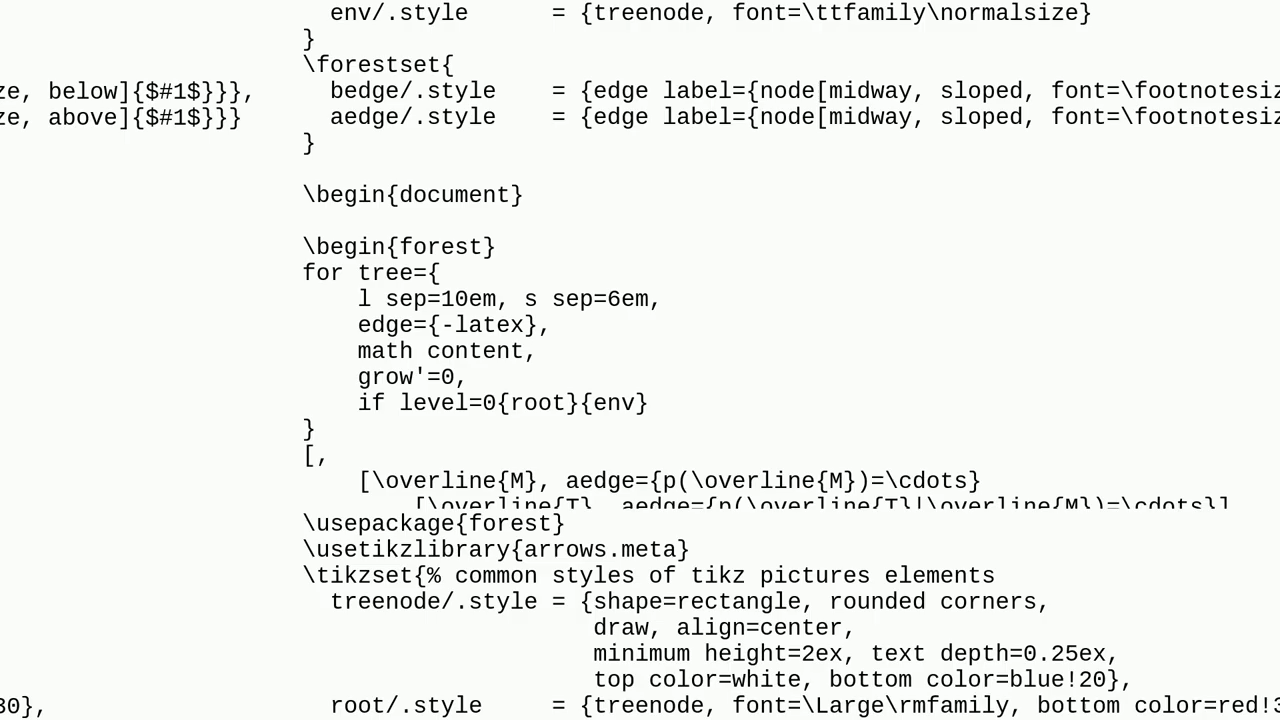 env/.style      = {treenode, font=\ttfamily\normalsize}
}
\forestset{
ze, below]{$#1$}}},     bedge/.style    = {edge label={node[midway, sloped, font=\footnotesiz
ze, above]{$#1$}}}      aedge/.style    = {edge label={node[midway, sloped, font=\footnotesiz
}
\begin{document}
\begin{forest}
for tree={
    l sep=10em, s sep=6em,
    edge={-latex},
    math content,
    grow'=0,
    if level=0{root}{env}
}
[,
    [\overline{M}, aedge={p(\overline{M})=\cdots}
        [\overline{T}, aedge={p(\overline{T}|\overline{M})=\cdots}]
\usepackage{forest}
\usetikzlibrary{arrows.meta}
\tikzset{% common styles of tikz pictures elements
  treenode/.style = {shape=rectangle, rounded corners,
                     draw, align=center,
                     minimum height=2ex, text depth=0.25ex,
                     top color=white, bottom color=blue!20},
30},     root/.style     = {treenode, font=\Large\rmfamily, bottom color=red!3